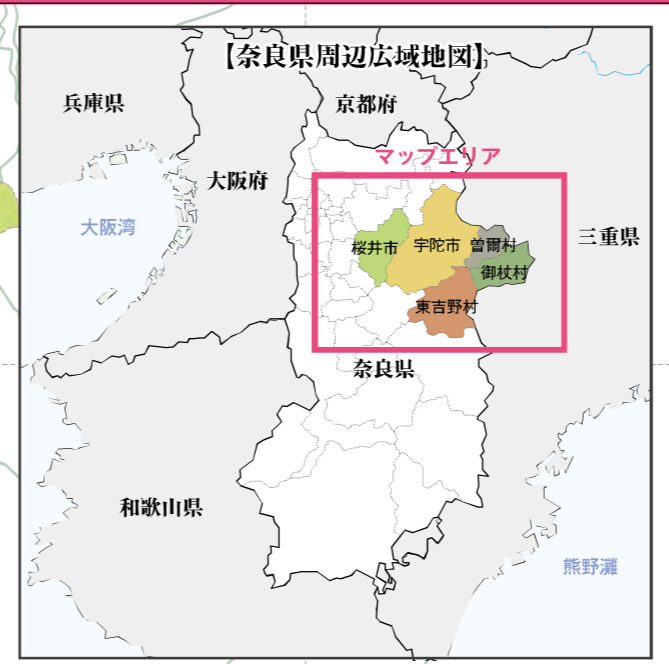 【奈良県周辺広域地図】
兵庫県
京都府
マップエリア
大阪府
大阪湾
三重県
桜井市
宇陀市
曽爾村
御杖村
東吉野村
奈良県
和歌山県
熊野灘